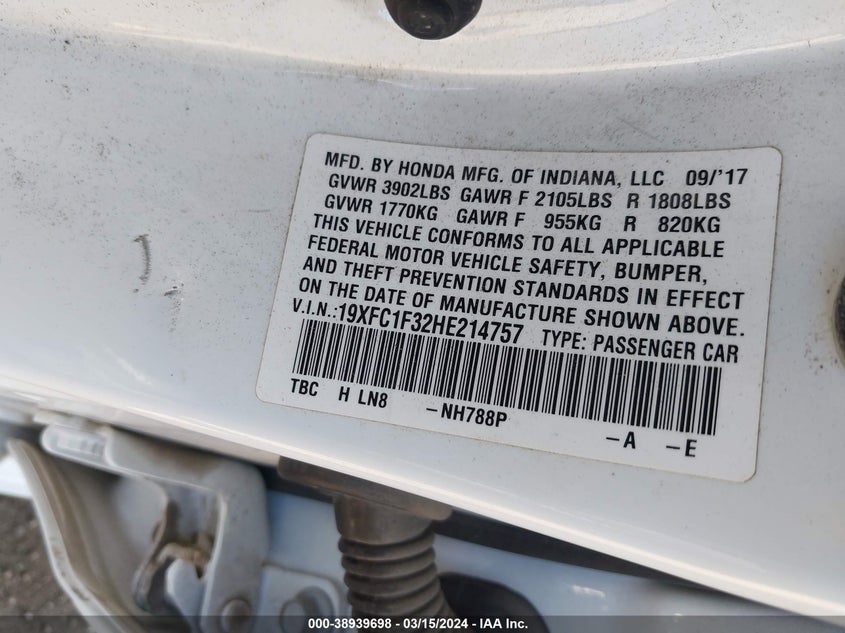 MFD. BY HONDA MFG. OF INDIANA, LLC 09/'17
GVWR 3902LBS GAWR F 2105LBS R 1808LBS
GVWR 1770KG GAWR F 955KG R 820KG
THIS VEHICLE CONFORMS TO ALL APPLICABLE
FEDERAL MOTOR VEHICLE SAFETY, BUMPER,
AND THEFT PREVENTION STANDARDS IN EFFECT
ON THE DATE OF MANUFACTURE SHOWN ABOVE.
V.I.N.:19XFC1F32HE214757 TYPE: PASSENGER CAR
TBC H LN8 -NH788P -A -E
000-38939698 - 03/15/2024 - IAA Inc.